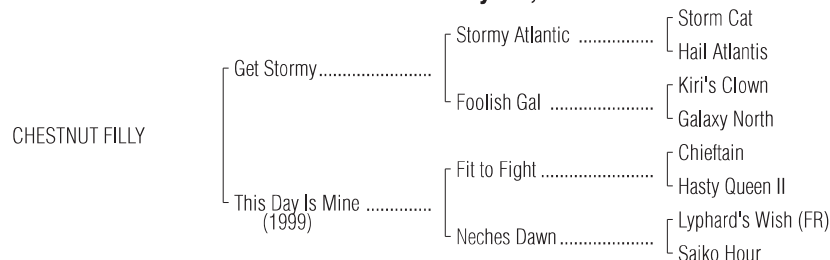 Storm Cat
Stormy Atlantic
Hail Atlantis
Get Stormy
Kiri's Clown
Foolish Gal
Galaxy North
CHESTNUT FILLY
Chieftain
Fit to Fight
Hasty Queen II
This Day Is Mine
(1999)
Lyphard's Wish (FR)
Neches Dawn
Saiko Hour